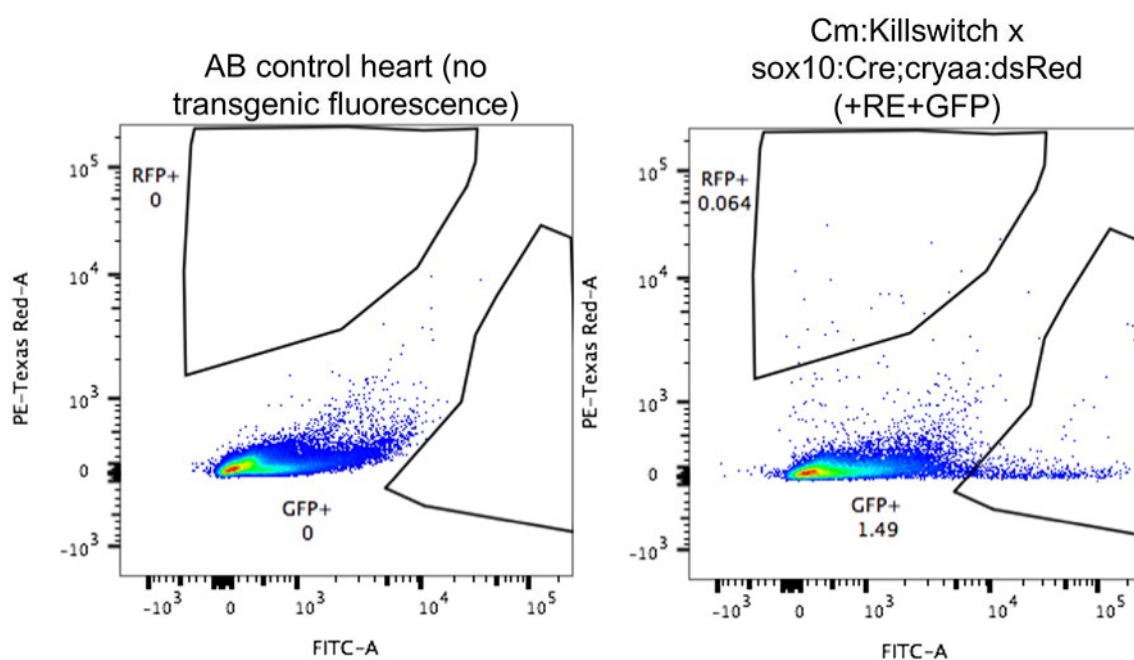 AB control heart (no
transgenic fluorescence)
PE-Texas Red-A
10^5
10^4
10^3
0
-10^3
RFP+
0
GFP+
0
-10^3 0 10^3 10^4 10^5
FITC-A
Cm:Killswitch x
sox10:Cre;cryaa:dsRed
(+RE+GFP)
PE-Texas Red-A
10^5
10^4
10^3
0
-10^3
RFP+
0.064
GFP+
1.49
-10^3 0 10^3 10^4 10^5
FITC-A